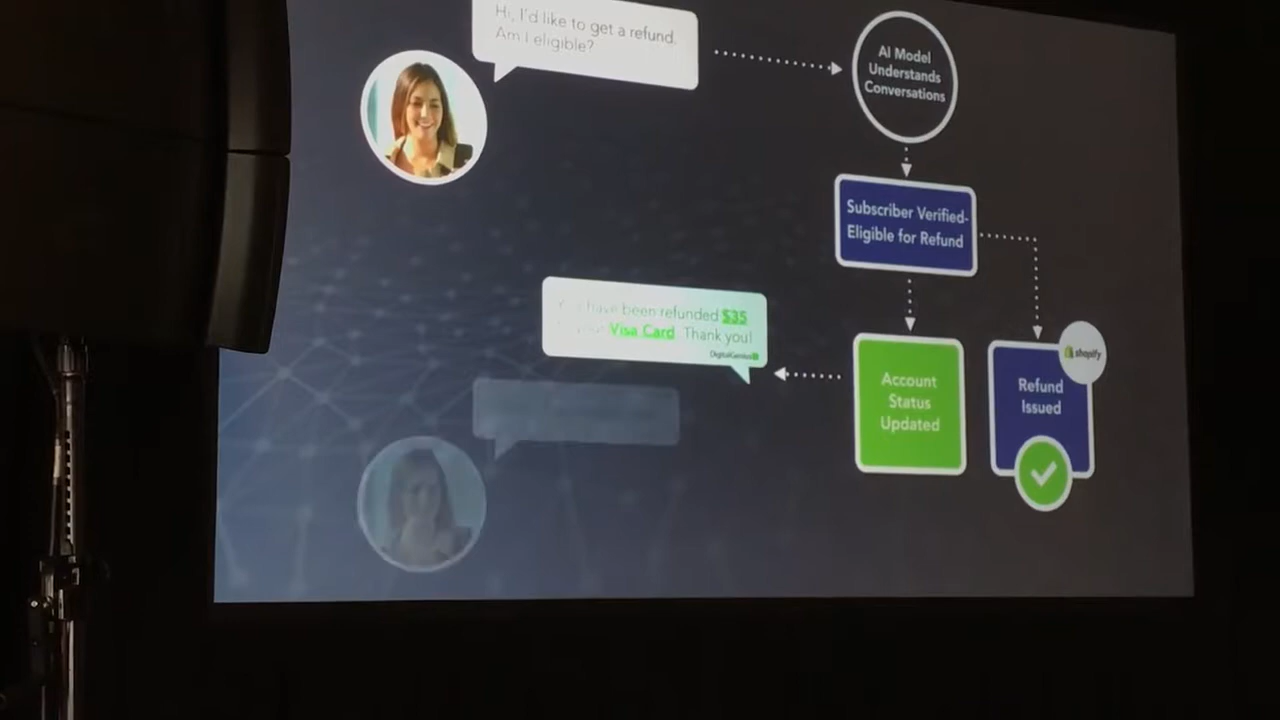 Hi, I'd like to get a refund.
Am I eligible?
AI Model
Understands
Conversations
Subscriber Verified-
Eligible for Refund
have been refunded $35
Visa Card. Thank you!
DigitalGenius
Account
Status
Updated
shopify
Refund
Issued